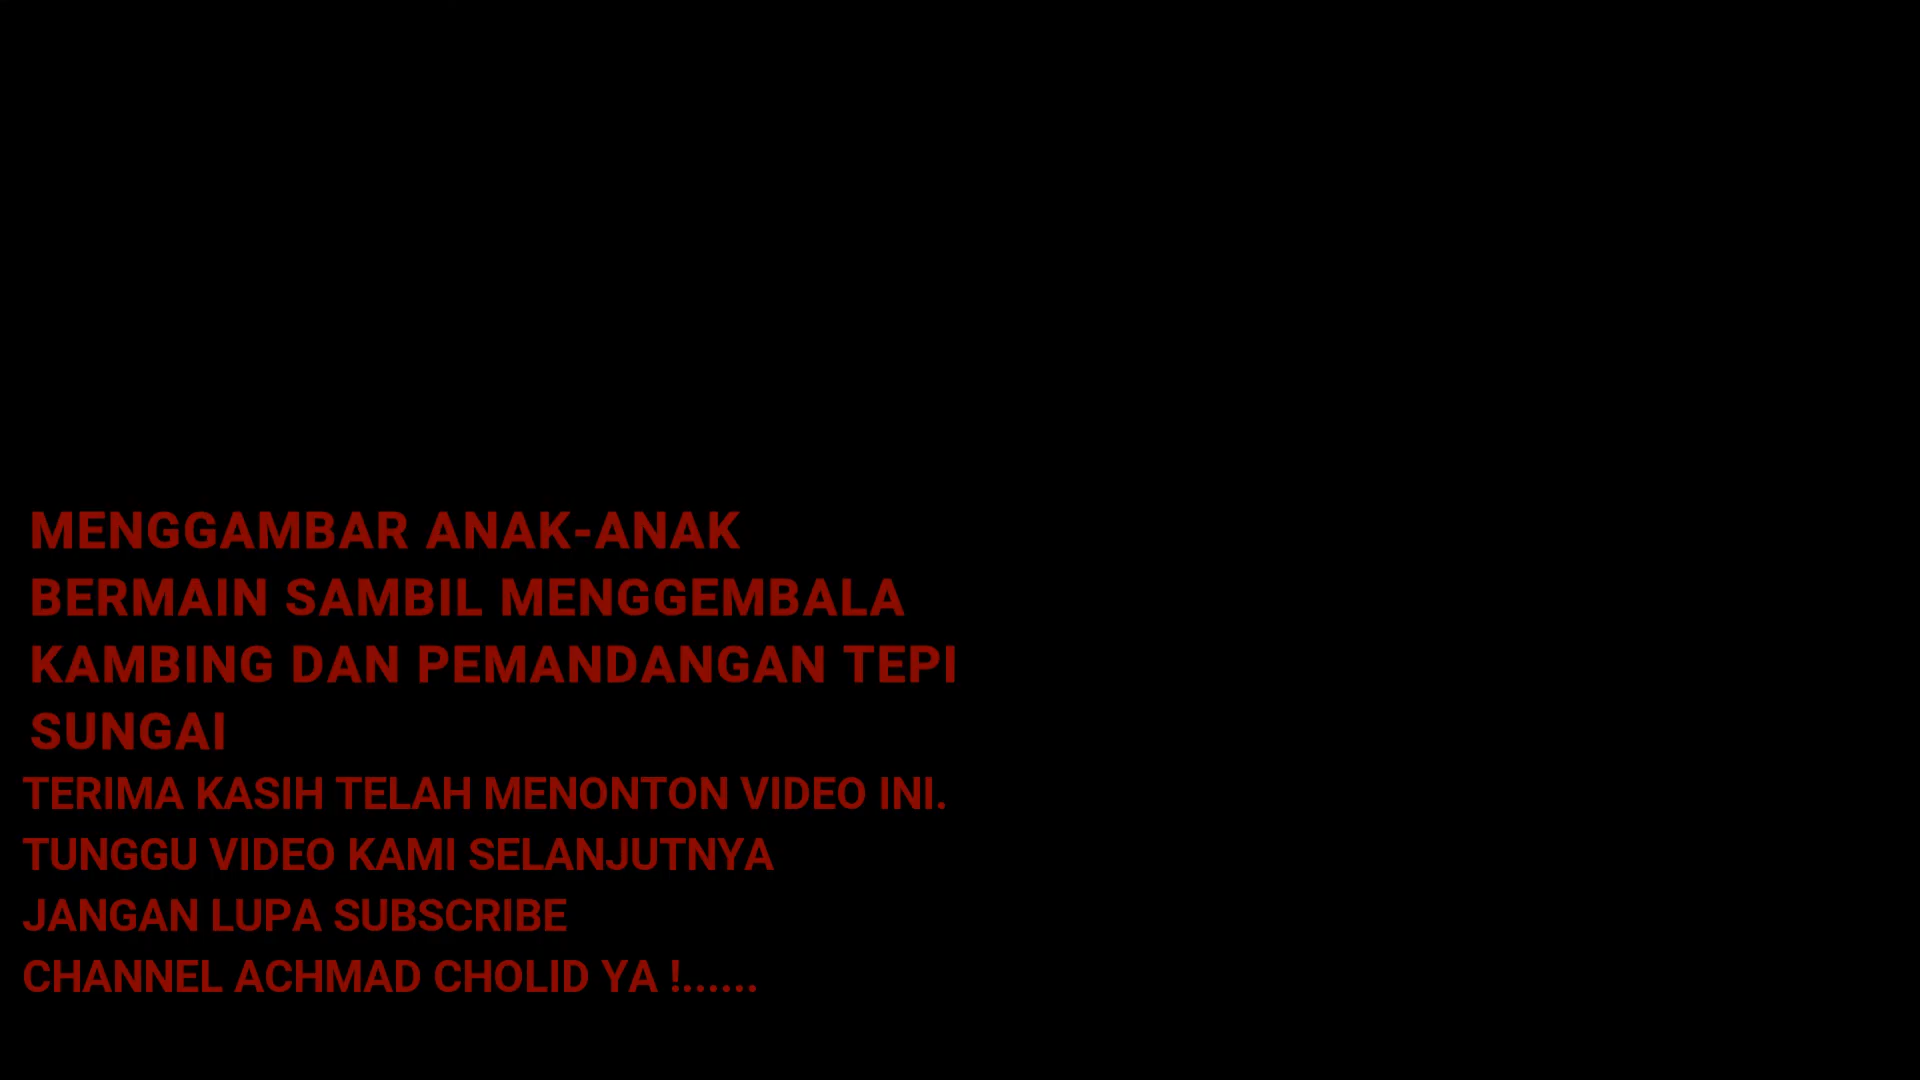 MENGGAMBAR ANAK-ANAK
BERMAIN SAMBIL MENGGEMBALA
KAMBING DAN PEMANDANGAN TEPI
SUNGAI
TERIMA KASIH TELAH MENONTON VIDEO INI.
TUNGGU VIDEO KAMI SELANJUTNYA
JANGAN LUPA SUBSCRIBE
CHANNEL ACHMAD CHOLID YA !......